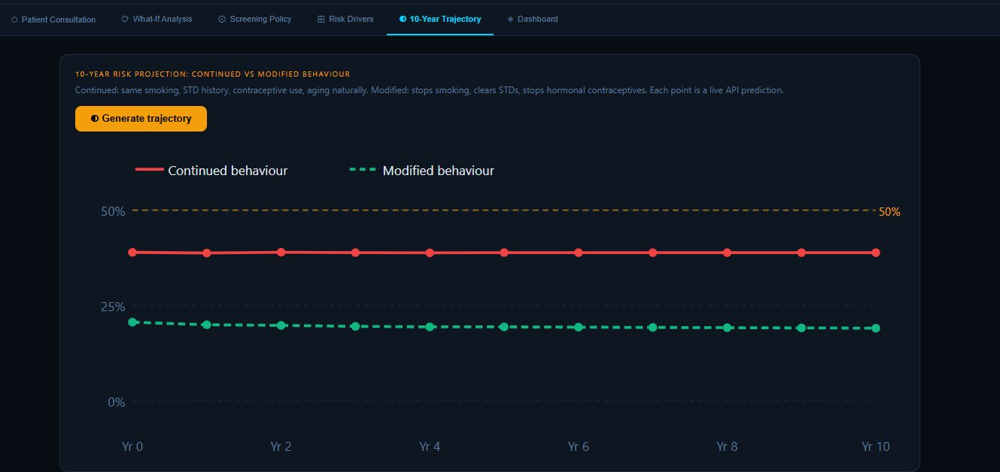 Patient Consultation What-If Analysis Screening Policy Risk Drivers 10-Year Trajectory Dashboard
10-YEAR RISK PROJECTION: CONTINUED VS MODIFIED BEHAVIOUR
Continued: same smoking, STD history, contraceptive use, aging naturally. Modified: stops smoking, clears STDs, stops hormonal contraceptives. Each point is a live API prediction.
Generate trajectory
Continued behaviour Modified behaviour
50% 50%
25%
0%
Yr 0 Yr 2 Yr 4 Yr 6 Yr 8 Yr 10